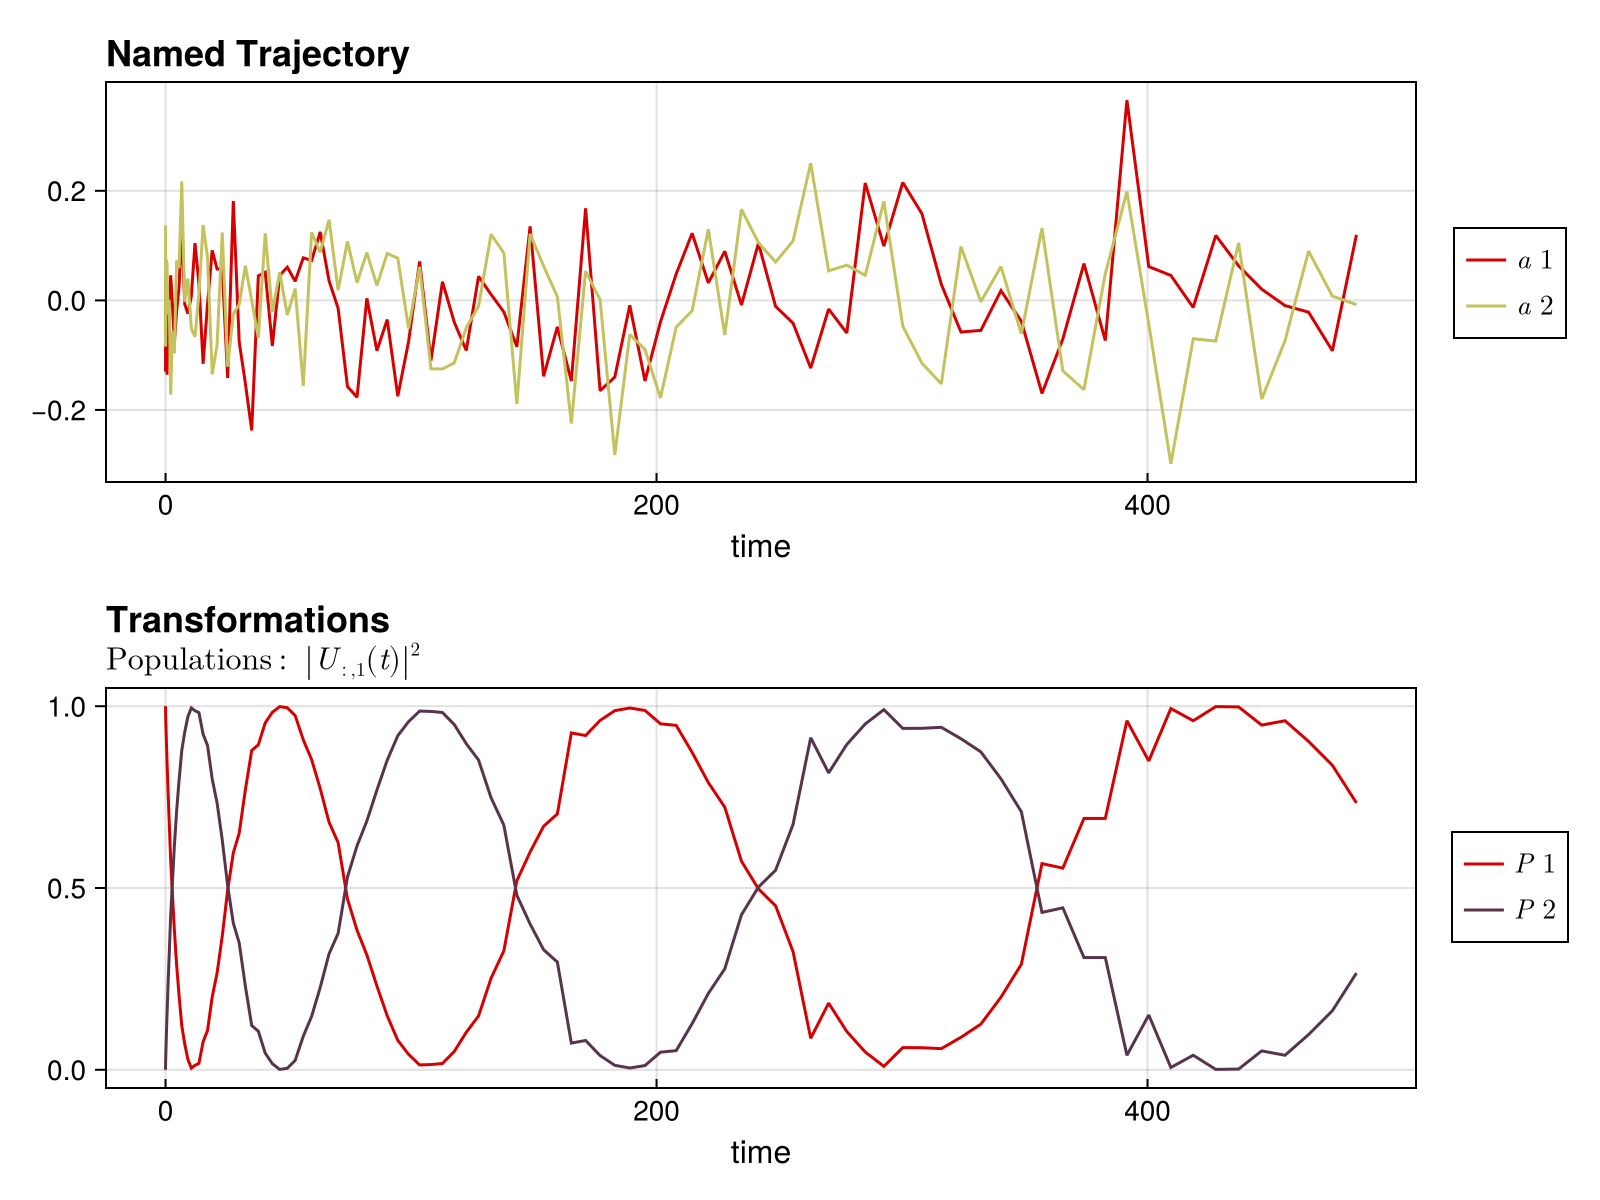 Named Trajectory
0.2
0.0
−0.2
0 200 400
time
a 1
a 2
Transformations
Populations: |U:,1(t)|²
1.0
0.5
0.0
0 200 400
time
P 1
P 2